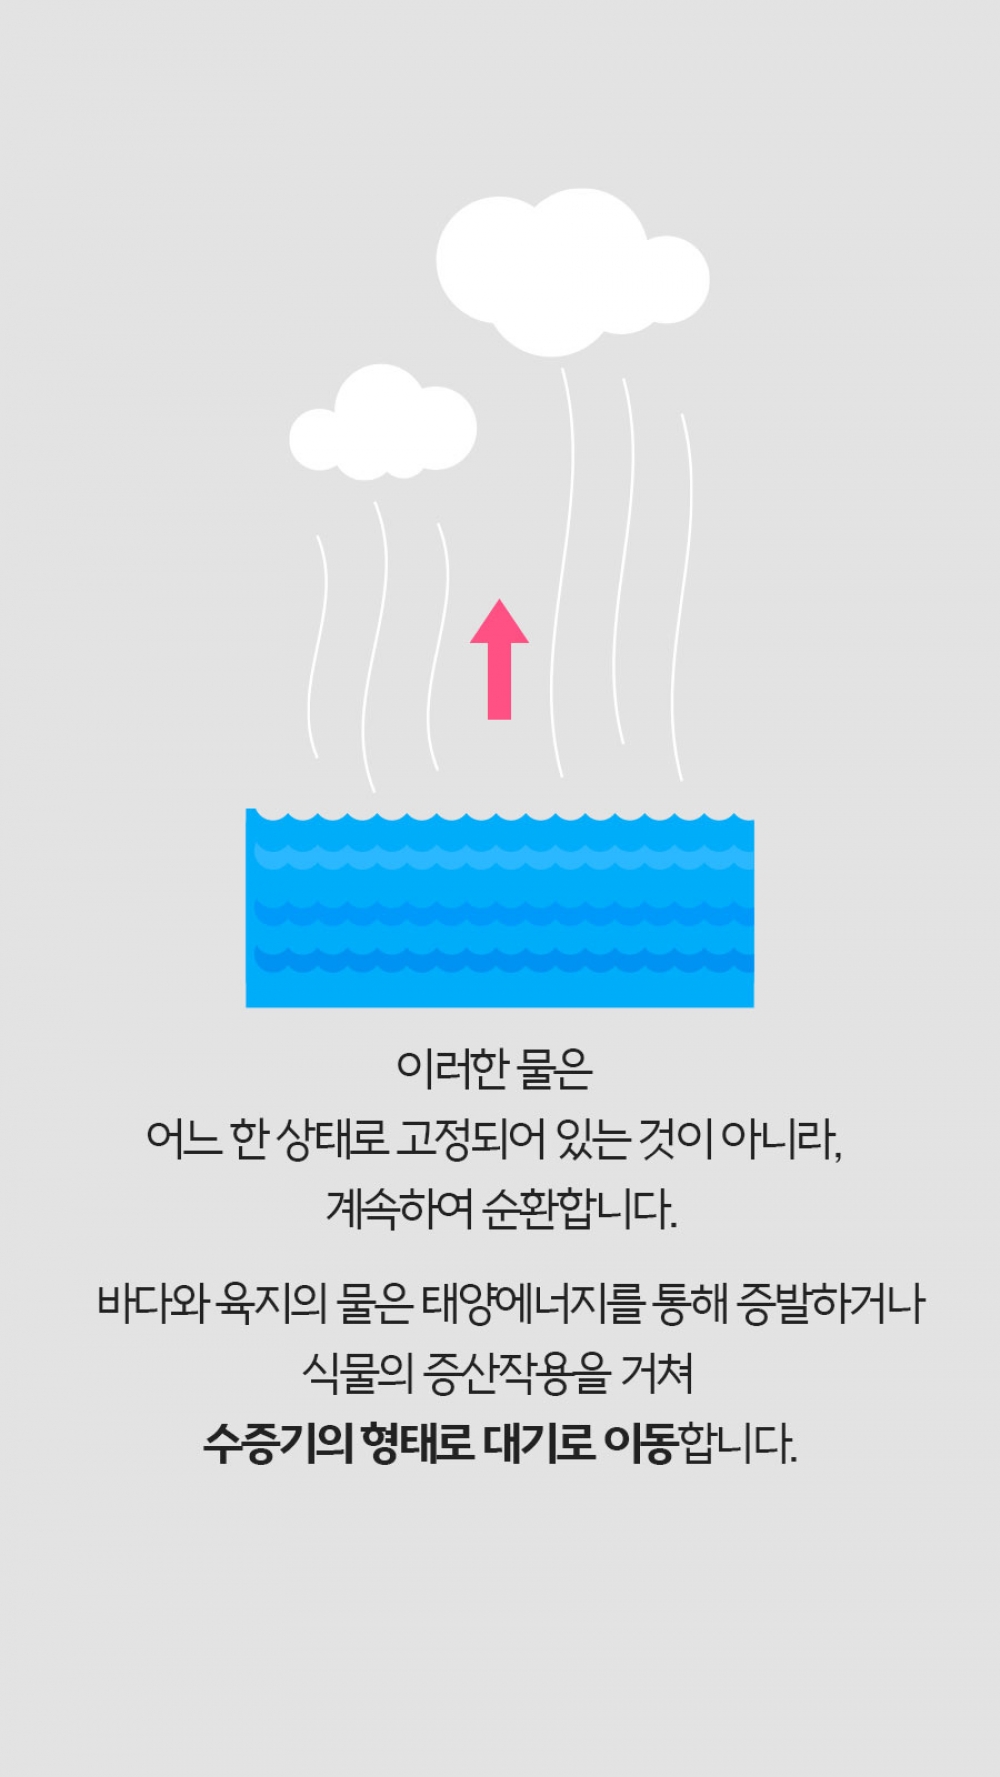 이러한 물은
어느 한 상태로 고정되어 있는 것이 아니라,
계속하여 순환합니다.
바다와 육지의 물은 태양에너지를 통해 증발하거나
식물의 증산작용을 거쳐
수증기의 형태로 대기로 이동합니다.